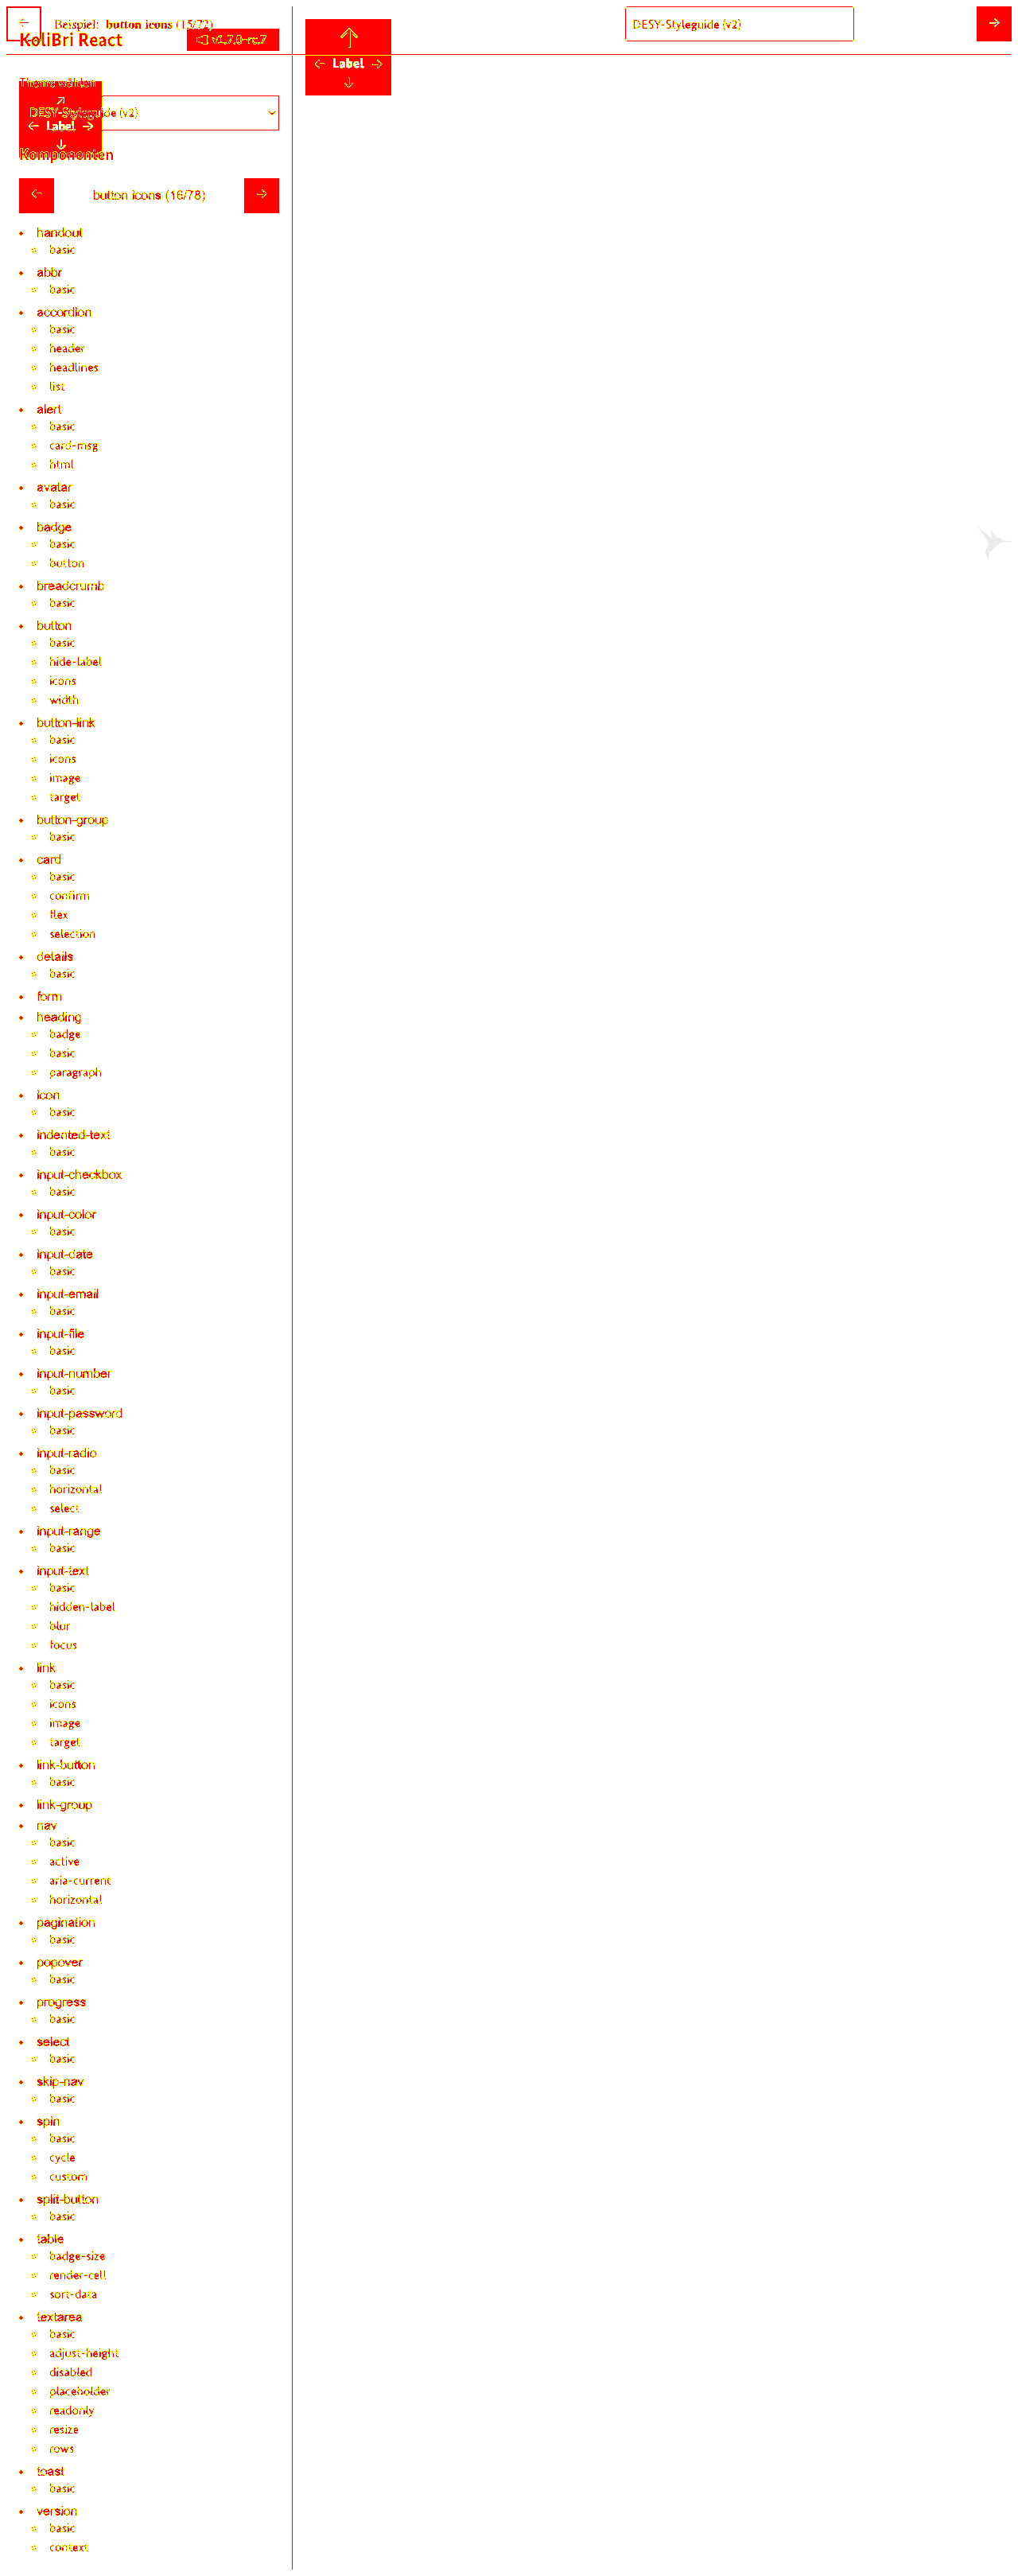 Beispiel: button icons (15/72)
DESY-Styleguide (v2)
KoliBri React
v1.7.0-rc.7
Label
Theme wählen
DESY-Styleguide (v2)
Label
Komponenten
button icons (16/78)
handout
basic
abbr
basic
accordion
basic
header
headlines
list
alert
basic
card-msg
html
avatar
basic
badge
basic
button
breadcrumb
basic
button
basic
hide-label
icons
width
button-link
basic
icons
image
target
button-group
basic
card
basic
confirm
flex
selection
details
basic
form
heading
badge
basic
paragraph
icon
basic
indented-text
basic
input-checkbox
basic
input-color
basic
input-date
basic
input-email
basic
input-file
basic
input-number
basic
input-password
basic
input-radio
basic
horizontal
select
input-range
basic
input-text
basic
hidden-label
blur
focus
link
basic
icons
image
target
link-button
basic
link-group
nav
basic
active
aria-current
horizontal
pagination
basic
popover
basic
progress
basic
select
basic
skip-nav
basic
spin
basic
cycle
custom
split-button
basic
table
badge-size
render-cell
sort-data
textarea
basic
adjust-height
disabled
placeholder
readonly
resize
rows
toast
basic
version
basic
context